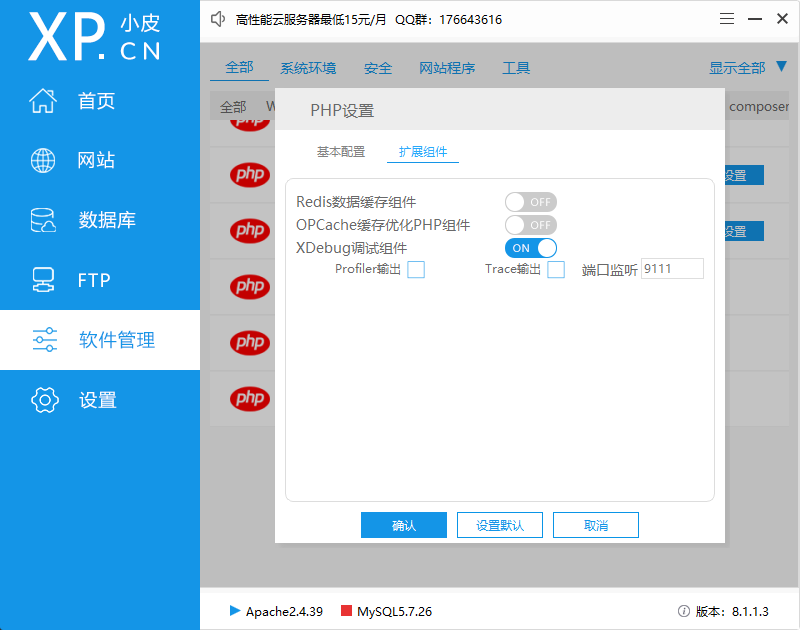 XP.CN 小皮
高性能云服务器最低15元/月 QQ群：176643616
首页
网站
数据库
FTP
软件管理
设置
全部 系统环境 安全 网站程序 工具 显示全部
全部 W composer
PHP设置
基本配置 扩展组件
php
php
设置
php
设置
php
php
php
Redis数据缓存组件 OFF
OPCache缓存优化PHP组件 OFF
XDebug调试组件 ON
Profiler输出 Trace输出 端口监听 9111
确认 设置默认 取消
Apache2.4.39 MySQL5.7.26 版本：8.1.1.3